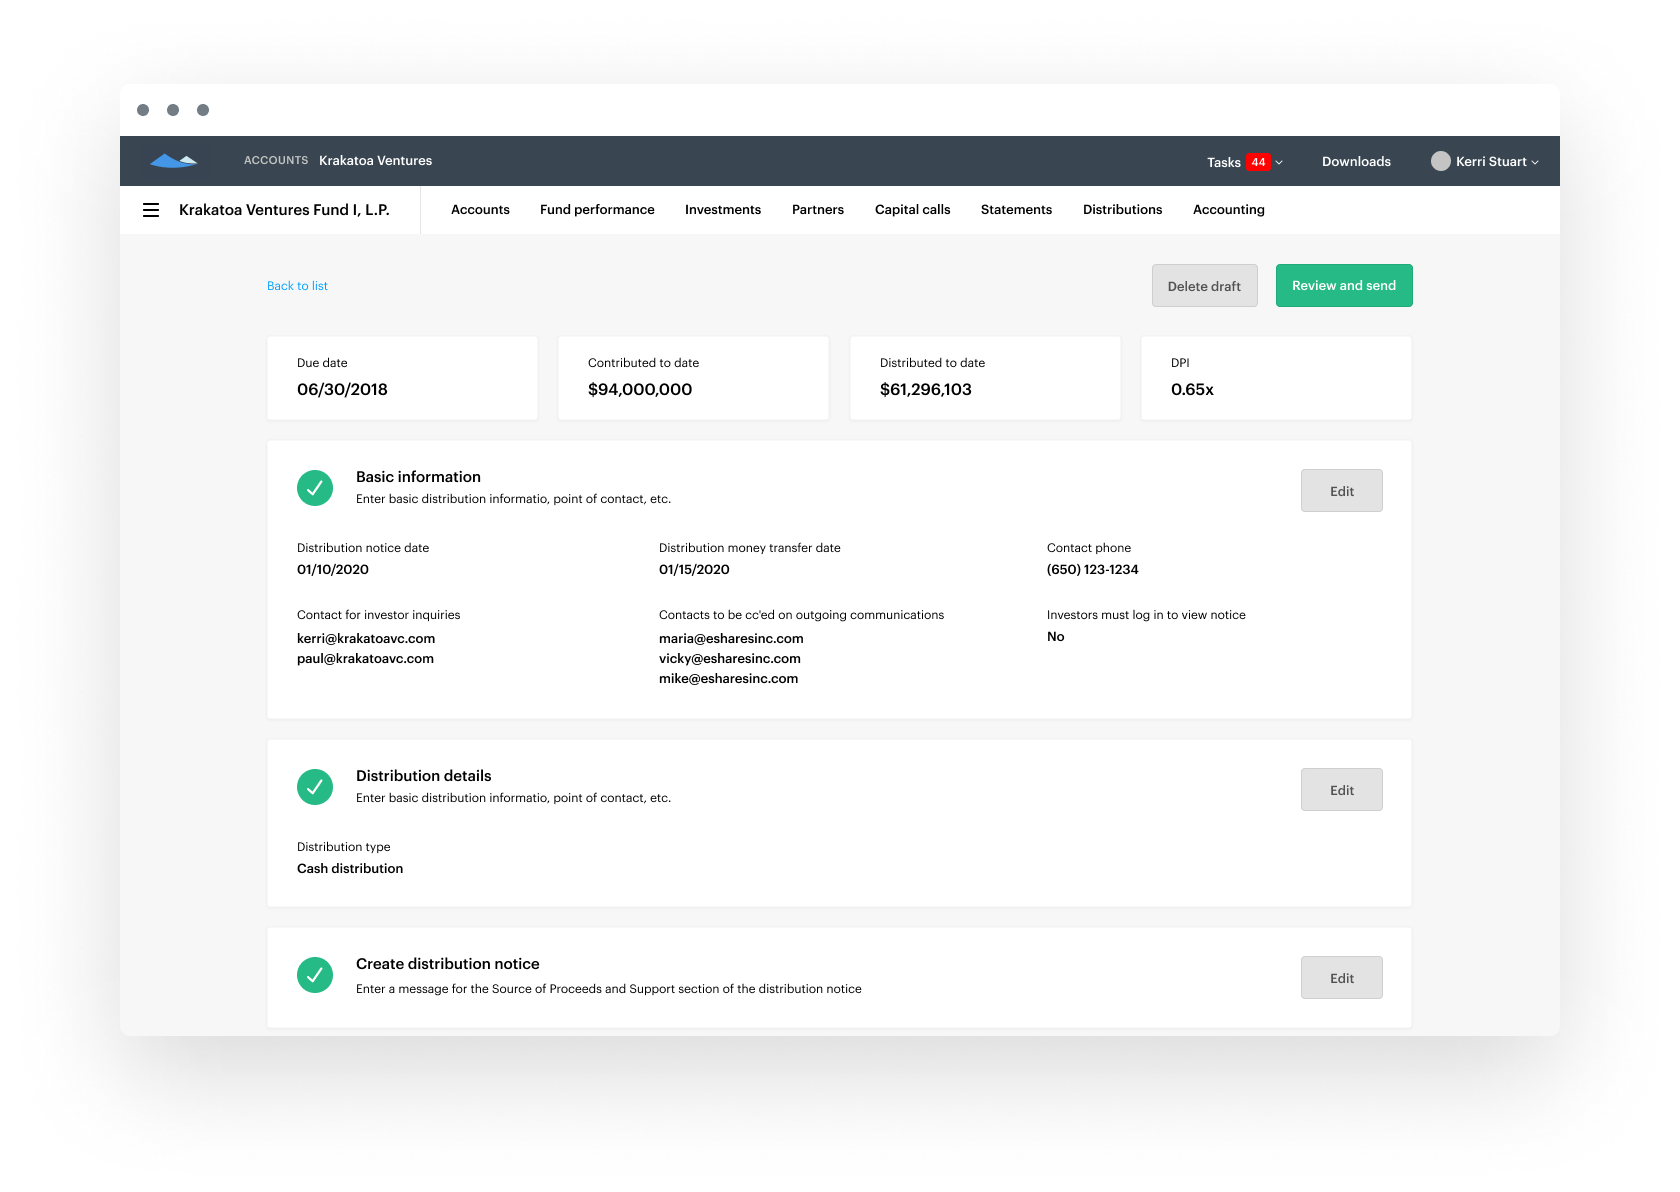 ACCOUNTS Krakatoa Ventures Tasks 44 Downloads Kerri Stuart
Krakatoa Ventures Fund I, L.P. Accounts Fund performance Investments Partners Capital calls Statements Distributions Accounting
Back to list Delete draft Review and send
Due date Contributed to date Distributed to date DPI
06/30/2018 $94,000,000 $61,296,103 0.65x
Basic information
Enter basic distribution informatio, point of contact, etc.
Edit
Distribution notice date Distribution money transfer date Contact phone
01/10/2020 01/15/2020 (650) 123-1234
Contact for investor inquiries Contacts to be cc'ed on outgoing communications Investors must log in to view notice
kerri@krakatoavc.com maria@esharesinc.com No
paul@krakatoavc.com vicky@esharesinc.com
mike@esharesinc.com
Distribution details
Enter basic distribution informatio, point of contact, etc.
Edit
Distribution type
Cash distribution
Create distribution notice
Enter a message for the Source of Proceeds and Support section of the distribution notice
Edit